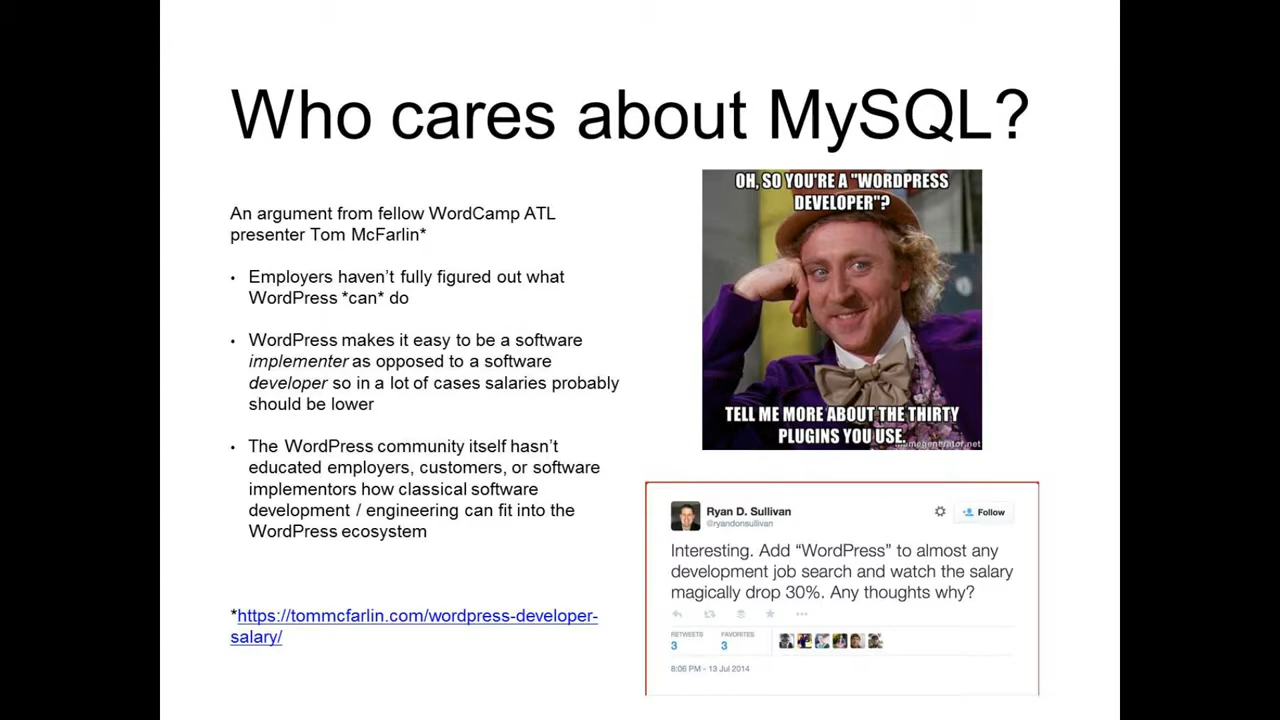 Who cares about MySQL?
An argument from fellow WordCamp ATL
presenter Tom McFarlin*
• Employers haven't fully figured out what
WordPress *can* do
• WordPress makes it easy to be a software
implementer as opposed to a software
developer so in a lot of cases salaries probably
should be lower
• The WordPress community itself hasn't
educated employers, customers, or software
implementors how classical software
development / engineering can fit into the
WordPress ecosystem
*https://tommcfarlin.com/wordpress-developer-
salary/
OH, SO YOU'RE A "WORDPRESS
DEVELOPER"?
TELL ME MORE ABOUT THE THIRTY
PLUGINS YOU USE.
Ryan D. Sullivan
@ryandonsullivan
Follow
Interesting. Add “WordPress” to almost any
development job search and watch the salary
magically drop 30%. Any thoughts why?
RETWEETS FAVORITES
3 3
8:06 PM - 13 Jul 2014